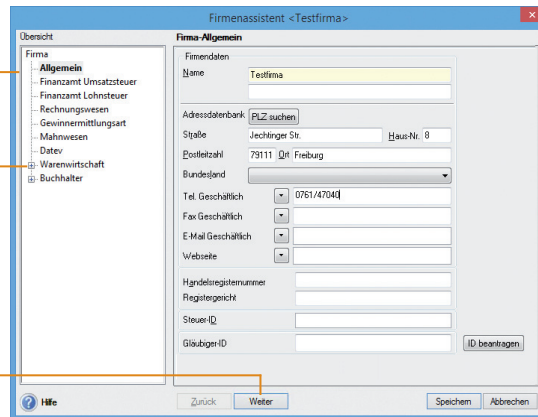 Firmenassistent <Testfirma>
Übersicht
Firma
Allgemein
Finanzamt Umsatzsteuer
Finanzamt Lohnsteuer
Rechnungswesen
Gewinnermittlungsart
Mahnwesen
Datev
Warenwirtschaft
Buchhalter
Firma-Allgemein
Firmendaten
Name Testfirma
Adressdatenbank PLZ suchen
Straße Jechtinger Str. Haus-Nr. 8
Postleitzahl 79111 Ort Freiburg
Bundesland
Tel. Geschäftlich 0761/47040
Fax Geschäftlich
E-Mail Geschäftlich
Webseite
Handelsregisternummer
Registergericht
Steuer-ID
Gläubiger-ID ID beantragen
Hilfe Zurück Weiter Speichern Abbrechen